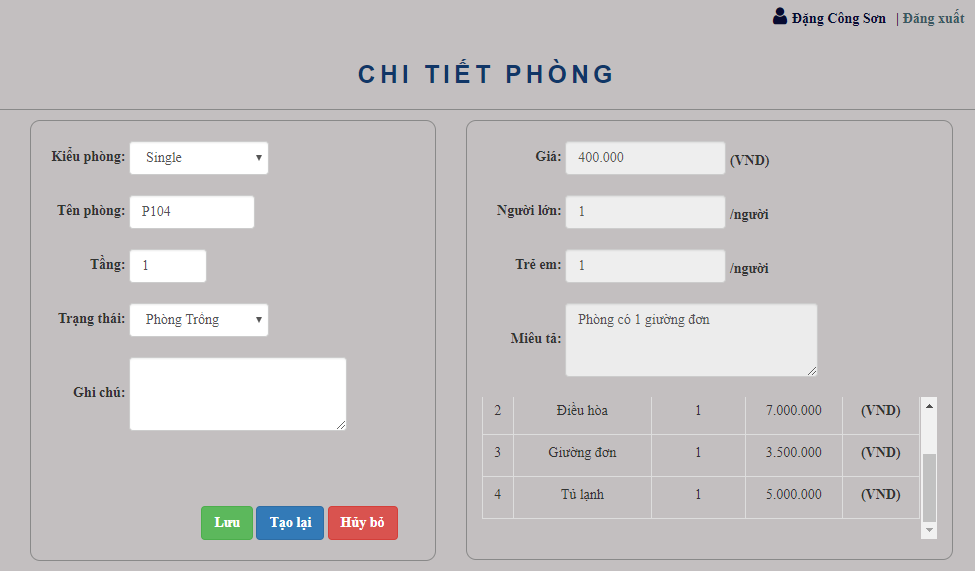 Đặng Công Sơn | Đăng xuất
CHI TIẾT PHÒNG
Kiểu phòng: Single
Tên phòng: P104
Tầng: 1
Trạng thái: Phòng Trống
Ghi chú:
Lưu Tạo lại Hủy bỏ
Giá: 400.000 (VND)
Người lớn: 1 /người
Trẻ em: 1 /người
Miêu tả: Phòng có 1 giường đơn
2 Điều hòa 1 7.000.000 (VND)
3 Giường đơn 1 3.500.000 (VND)
4 Tủ lạnh 1 5.000.000 (VND)